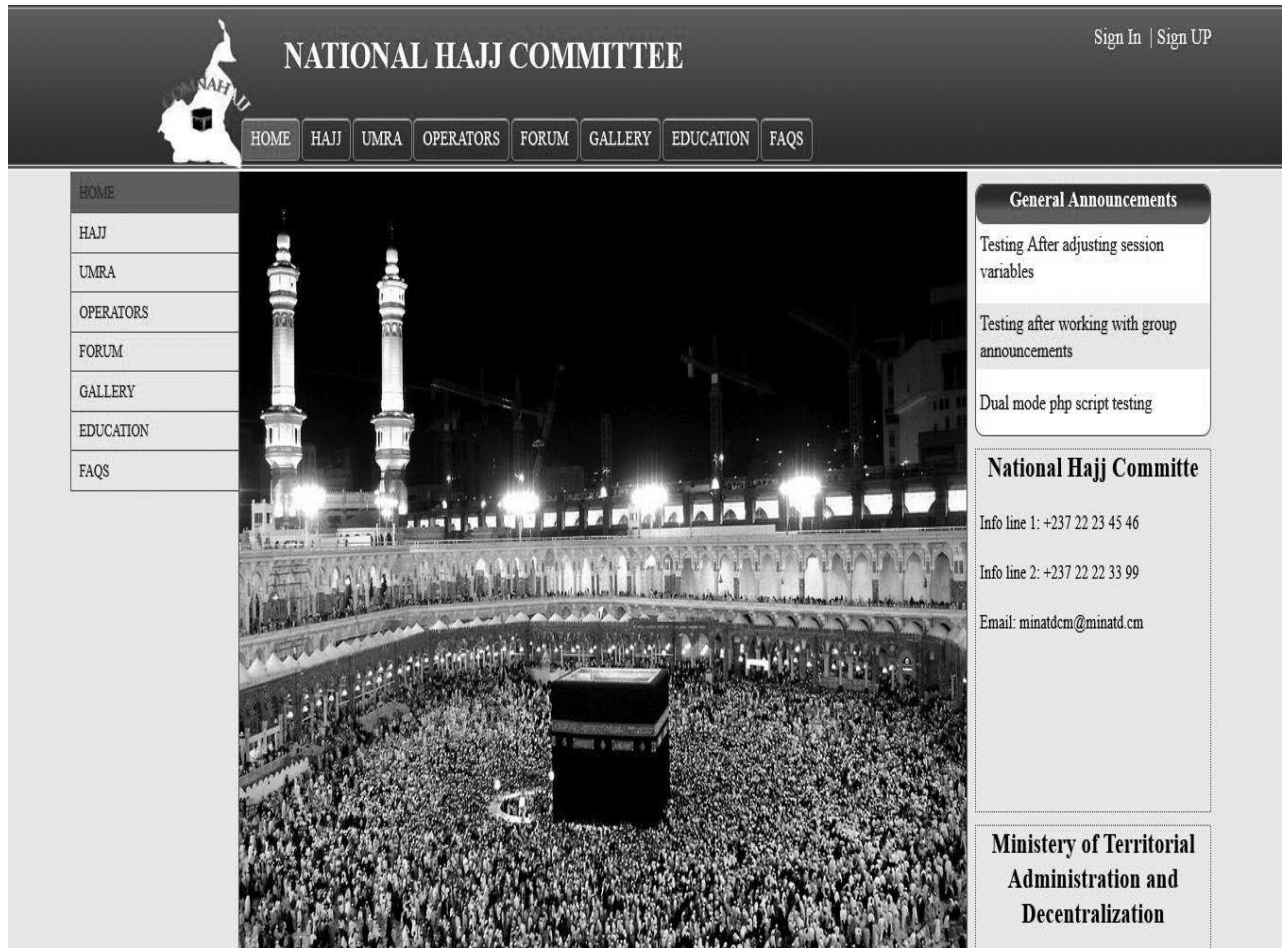 NATIONAL HAJJ COMMITTEE
Sign In | Sign UP
COMNAHAJJ
HOME HAJJ UMRA OPERATORS FORUM GALLERY EDUCATION FAQS
HOME
HAJJ
UMRA
OPERATORS
FORUM
GALLERY
EDUCATION
FAQS
General Announcements
Testing After adjusting session
variables
Testing after working with group
announcements
Dual mode php script testing
National Hajj Committe
Info line 1: +237 22 23 45 46
Info line 2: +237 22 22 33 99
Email: minatdcm@minatd.cm
Ministery of Territorial
Administration and
Decentralization